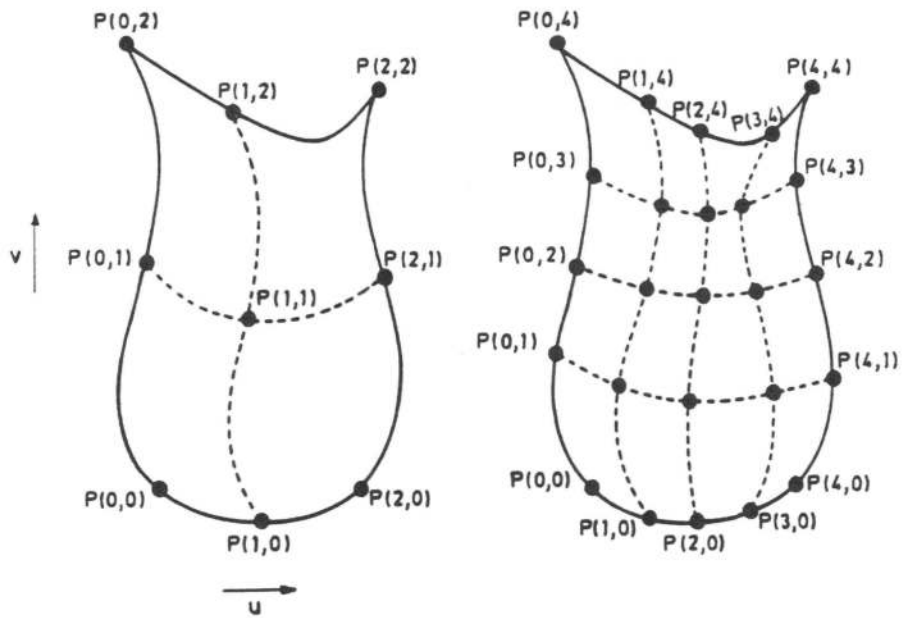 P(0,2)
P(1,2)
P(2,2)
P(0,1)
P(1,1)
P(2,1)
P(0,0)
P(1,0)
P(2,0)
v
u
P(0,4)
P(1,4)
P(2,4)
P(3,4)
P(4,4)
P(0,3)
P(4,3)
P(0,2)
P(4,2)
P(0,1)
P(4,1)
P(0,0)
P(1,0)
P(2,0)
P(3,0)
P(4,0)